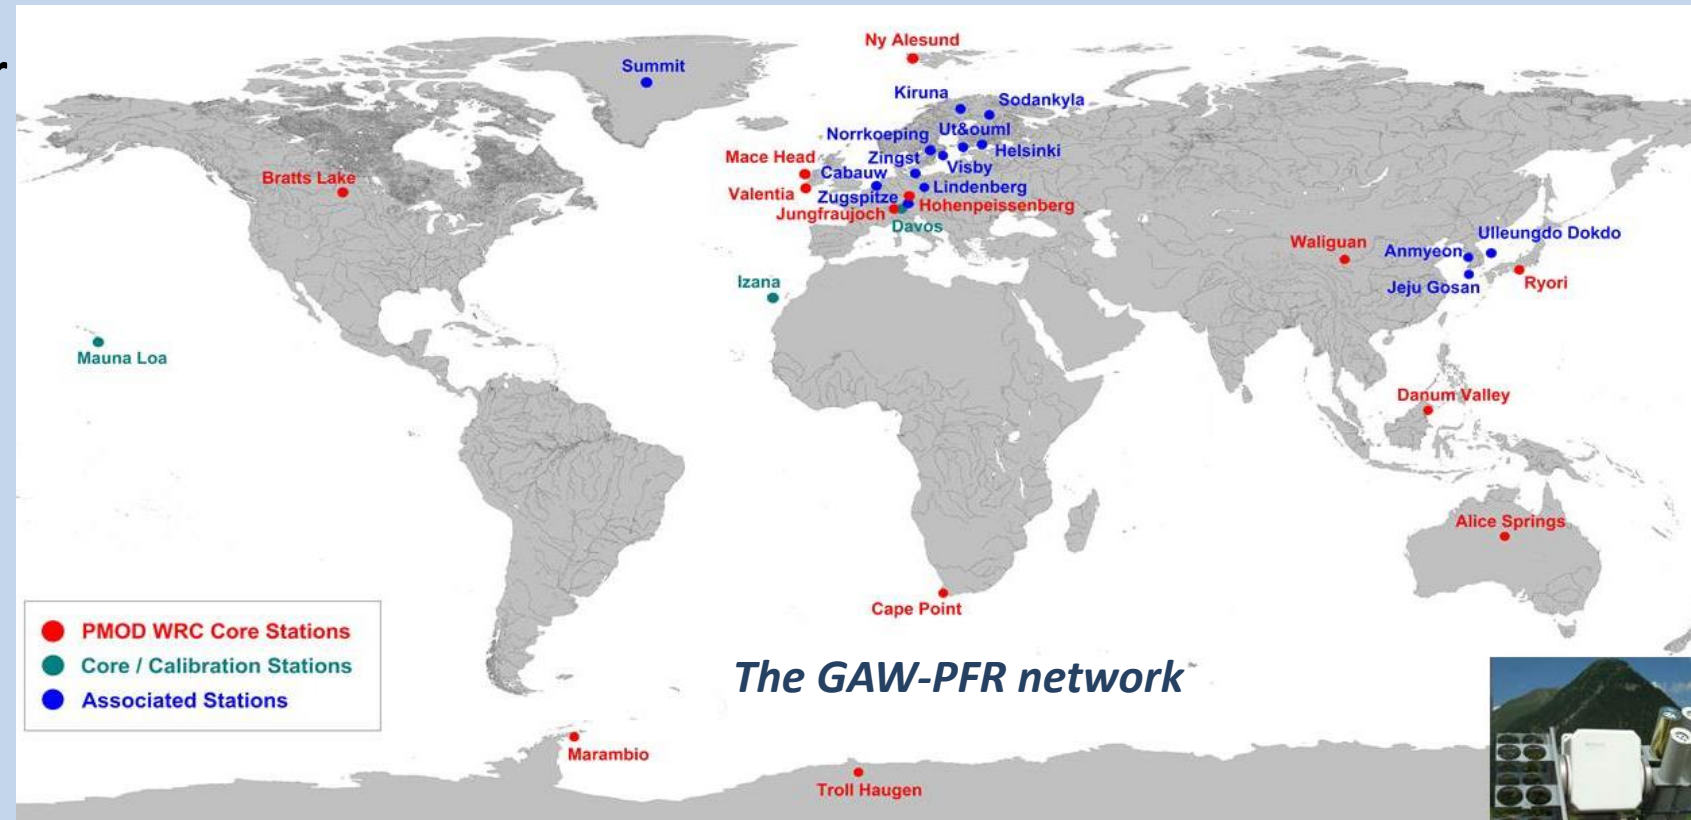 r
Ny Alesund
Summit
Kiruna
Sodankyla
Norrkoeping
Ut&ouml
Helsinki
Mace Head
Zingst
Visby
Cabauw
Bratts Lake
Valentia
Zugspitze
Lindenberg
Jungfraujoch
Hohenpeissenberg
Davos
Waliguan
Anmyeon
Ulleungdo Dokdo
Izana
Jeju Gosan
Ryori
Mauna Loa
Danum Valley
Alice Springs
Cape Point
PMOD WRC Core Stations
Core / Calibration Stations
Associated Stations
The GAW-PFR network
Marambio
Troll Haugen